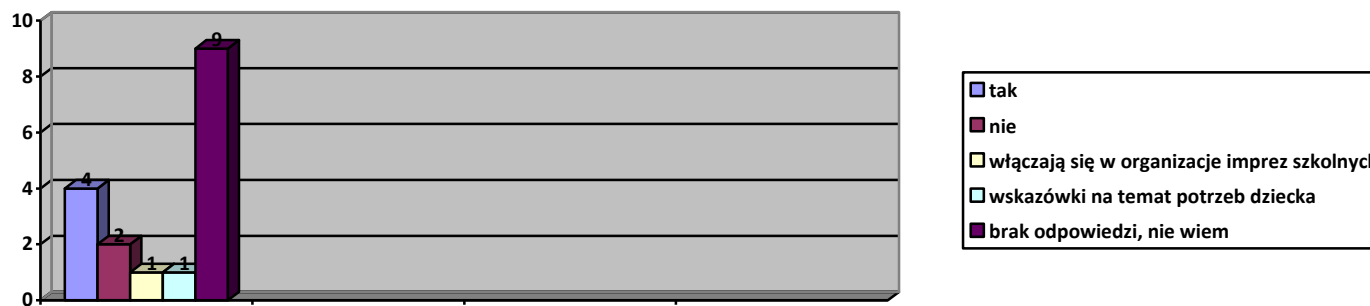 10
8
6
4
2
0
4
2
1
1
9
tak
nie
włączają się w organizacje imprez szkolnych
wskazówki na temat potrzeb dziecka
brak odpowiedzi, nie wiem